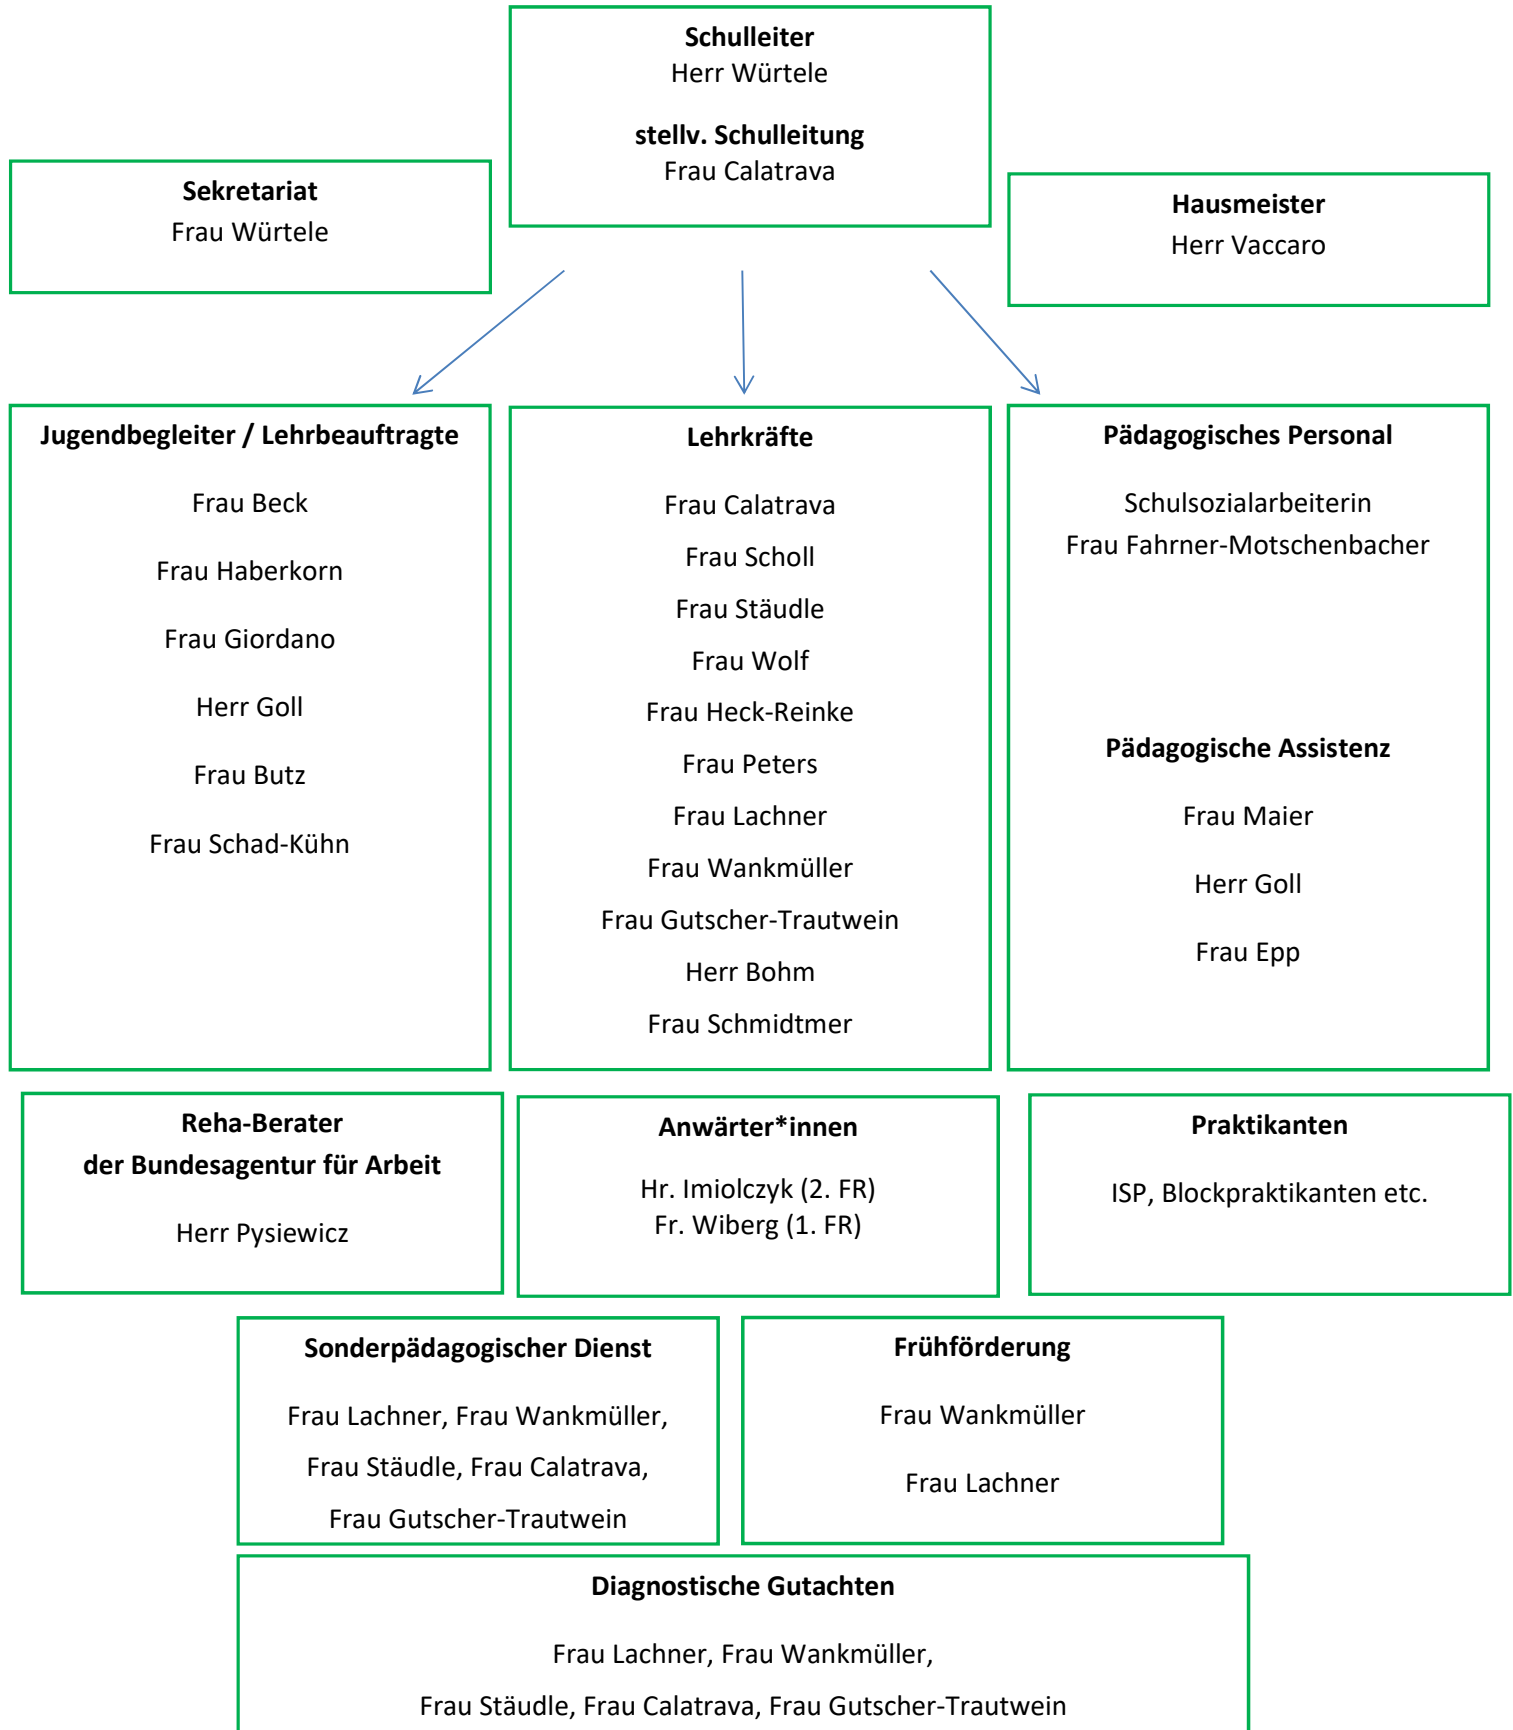 Schulleiter
Herr Würtele
stellv. Schulleitung
Frau Calatrava
Sekretariat
Frau Würtele
Hausmeister
Herr Vaccaro
Jugendbegleiter / Lehrbeauftragte
Frau Beck
Frau Haberkorn
Frau Giordano
Herr Goll
Frau Butz
Frau Schad-Kühn
Lehrkräfte
Frau Calatrava
Frau Scholl
Frau Stäudle
Frau Wolf
Frau Heck-Reinke
Frau Peters
Frau Lachner
Frau Wankmüller
Frau Gutscher-Trautwein
Herr Bohm
Frau Schmidtmer
Pädagogisches Personal
Schulsozialarbeiterin
Frau Fahrner-Motschenbacher
Pädagogische Assistenz
Frau Maier
Herr Goll
Frau Epp
Reha-Berater
der Bundesagentur für Arbeit
Herr Pysiewicz
Anwärter*innen
Hr. Imiolczyk (2. FR)
Fr. Wiberg (1. FR)
Praktikanten
ISP, Blockpraktikanten etc.
Sonderpädagogischer Dienst
Frau Lachner, Frau Wankmüller,
Frau Stäudle, Frau Calatrava,
Frau Gutscher-Trautwein
Frühförderung
Frau Wankmüller
Frau Lachner
Diagnostische Gutachten
Frau Lachner, Frau Wankmüller,
Frau Stäudle, Frau Calatrava, Frau Gutscher-Trautwein